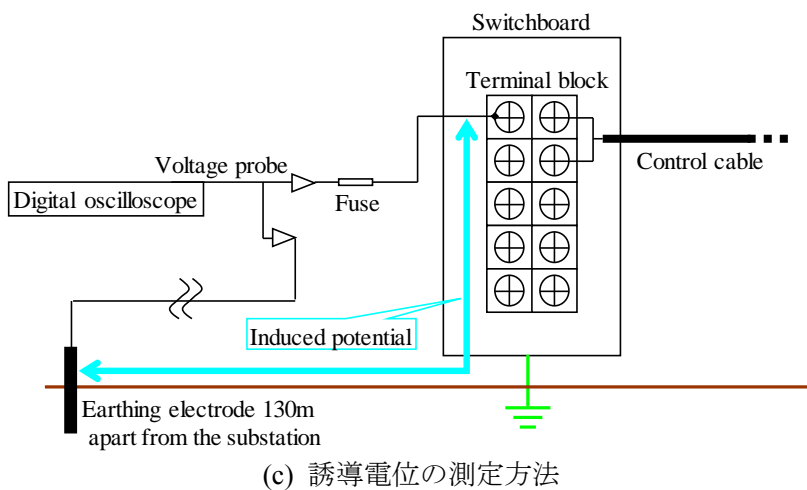 Switchboard
Terminal block
Voltage probe
Control cable
Digital oscilloscope
Fuse
Induced potential
Earthing electrode 130m
apart from the substation
(c) 誘導電位の測定方法